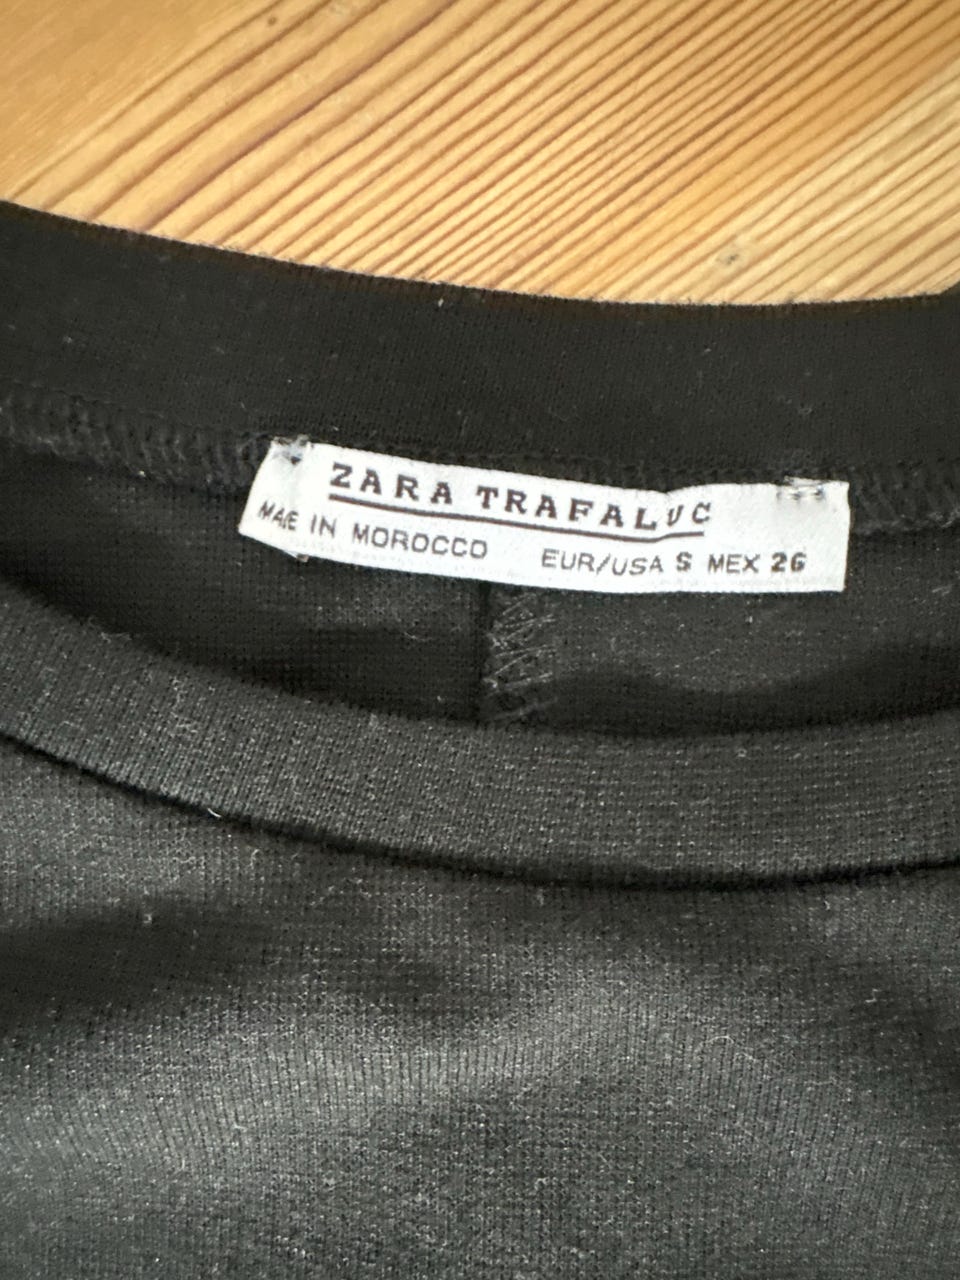 ZARA TRAFALUC
MADE IN MOROCCO EUR/USA S MEX 26